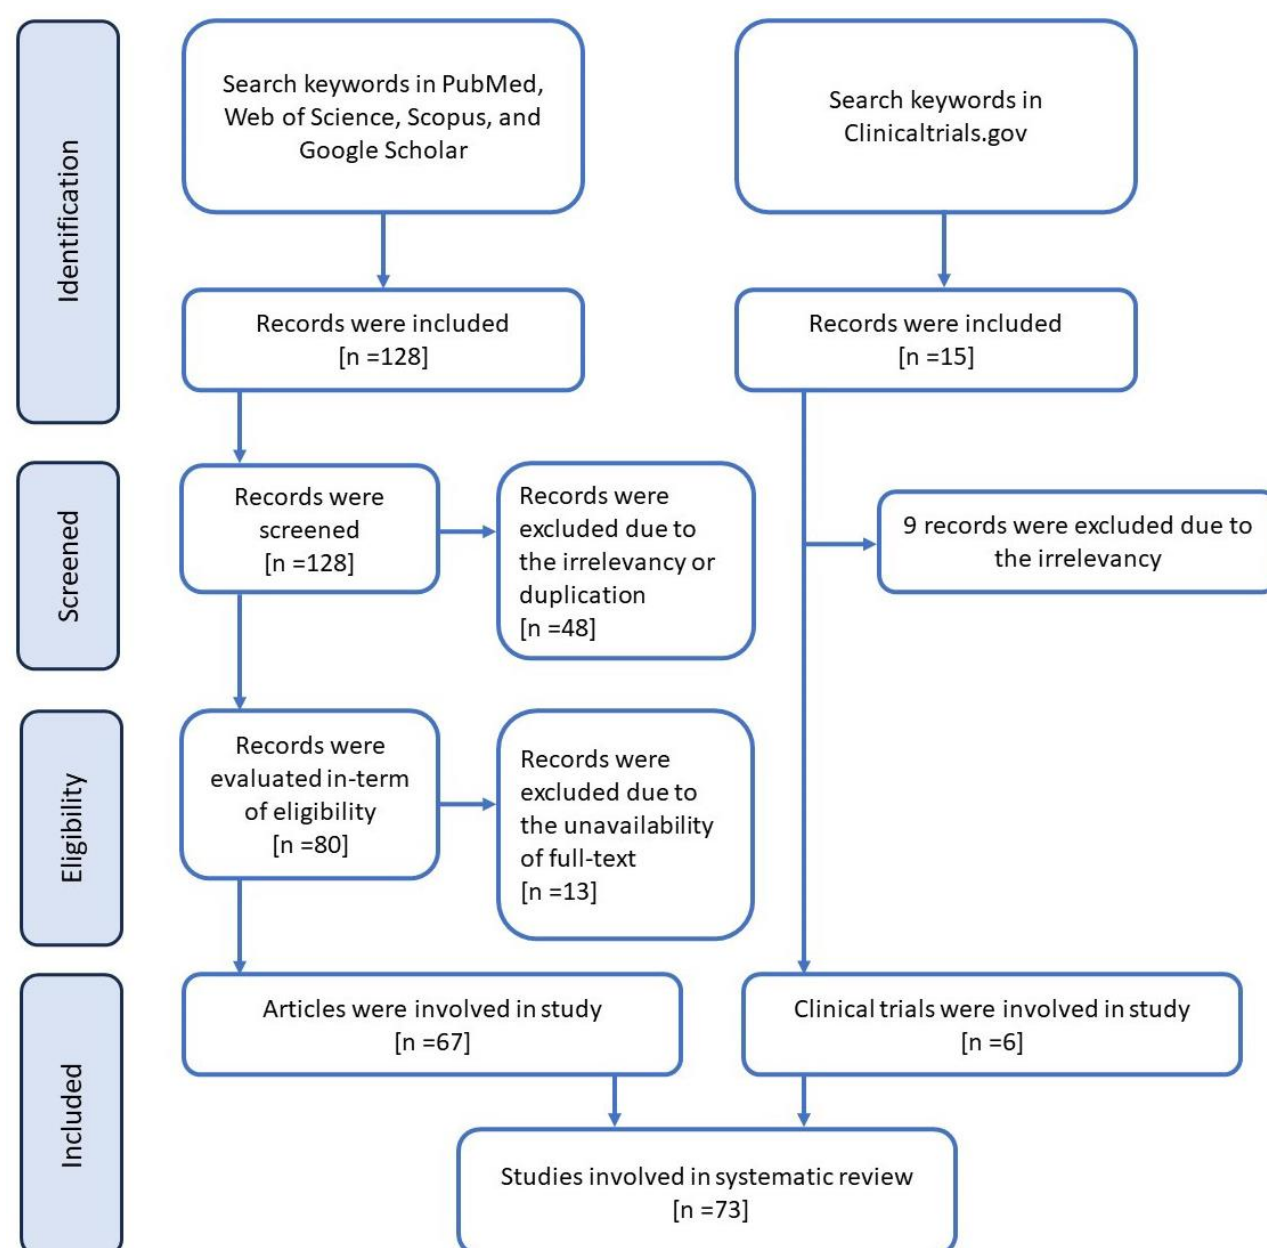 Identification
Search keywords in PubMed,
Web of Science, Scopus, and
Google Scholar
Search keywords in
Clinicaltrials.gov
Records were included
[n =128]
Records were included
[n =15]
Screened
Records were
screened
[n =128]
Records were
excluded due to
the irrelevancy or
duplication
[n =48]
9 records were excluded due to
the irrelevancy
Eligibility
Records were
evaluated in-term
of eligibility
[n =80]
Records were
excluded due to
the unavailability
of full-text
[n =13]
Included
Articles were involved in study
[n =67]
Clinical trials were involved in study
[n =6]
Studies involved in systematic review
[n =73]